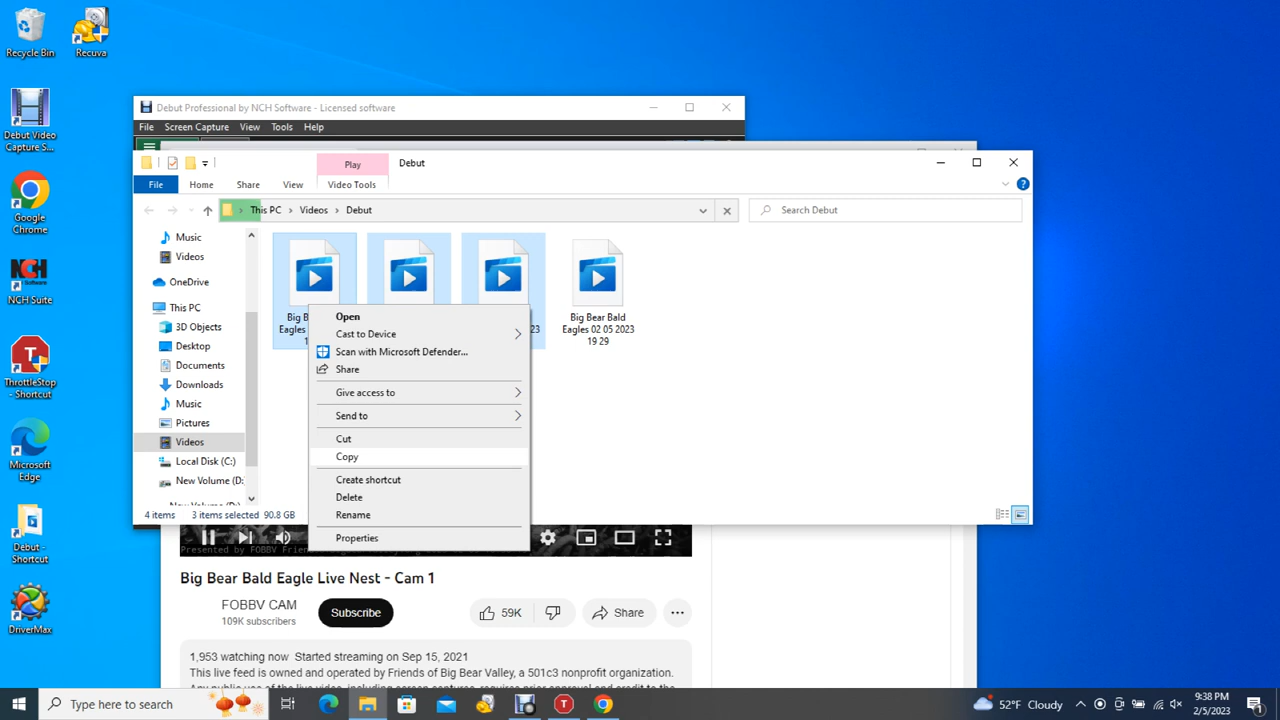 Recycle Bin
Recuva
Debut Video
Capture S...
Google
Chrome
NCH Suite
ThrottleStop
- Shortcut
Microsoft
Edge
Debut -
Shortcut
DriverMax
Debut Professional by NCH Software - Licensed software
File Screen Capture View Tools Help
Play Debut
File Home Share View Video Tools
This PC Videos Debut
Search Debut
Music
Videos
OneDrive
This PC
3D Objects
Desktop
Documents
Downloads
Music
Pictures
Videos
Local Disk (C:)
New Volume (D:
Big Bear Bald
Eagles 02 05 2023
19 29
Open
Cast to Device
Scan with Microsoft Defender...
Share
Give access to
Send to
Cut
Copy
Create shortcut
Delete
Rename
Properties
4 items 3 items selected 90.8 GB
Big Bear Bald Eagle Live Nest - Cam 1
FOBBV CAM
109K subscribers
Subscribe
59K
Share
1,953 watching now Started streaming on Sep 15, 2021
This live feed is owned and operated by Friends of Big Bear Valley, a 501c3 nonprofit organization.
Type here to search
52°F Cloudy
9:38 PM
2/5/2023